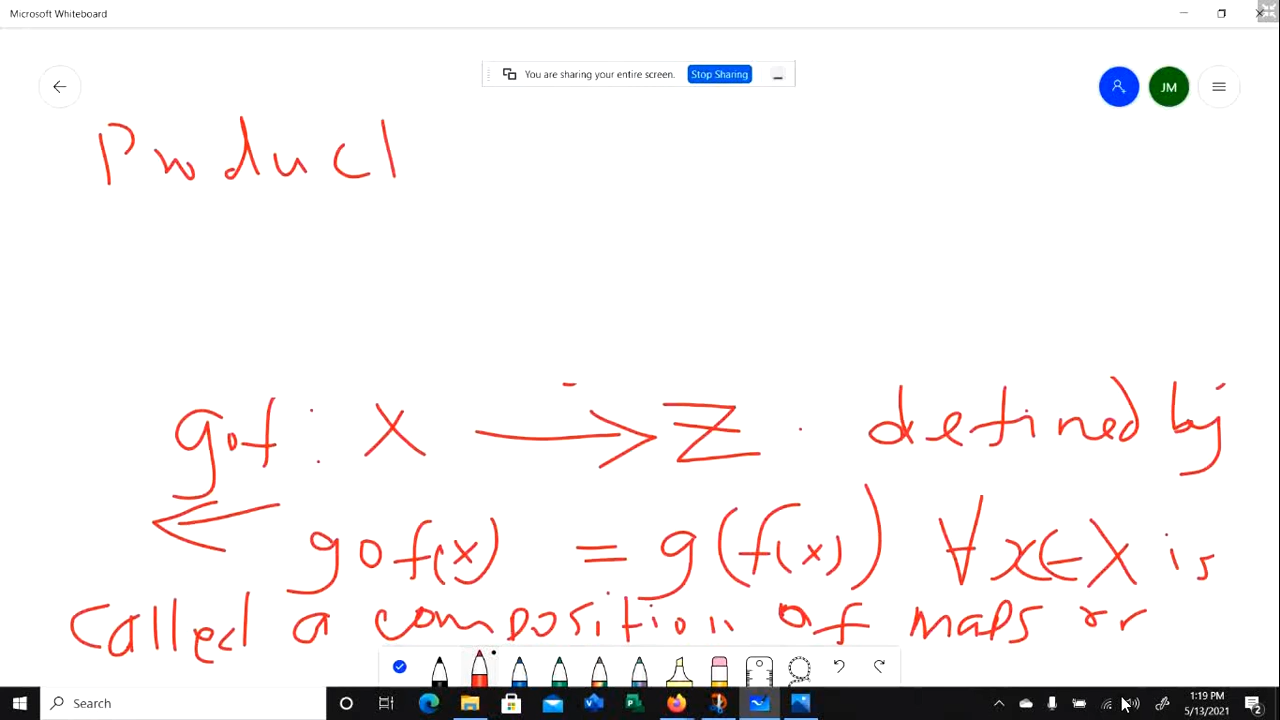 Microsoft Whiteboard
You are sharing your entire screen. Stop Sharing
JM
Product
gof : X → Z . defined by
←
gof(x) = g(f(x)) ∀ x ∈ X is
called a composition of maps or
Search
1:19 PM
5/13/2021
2